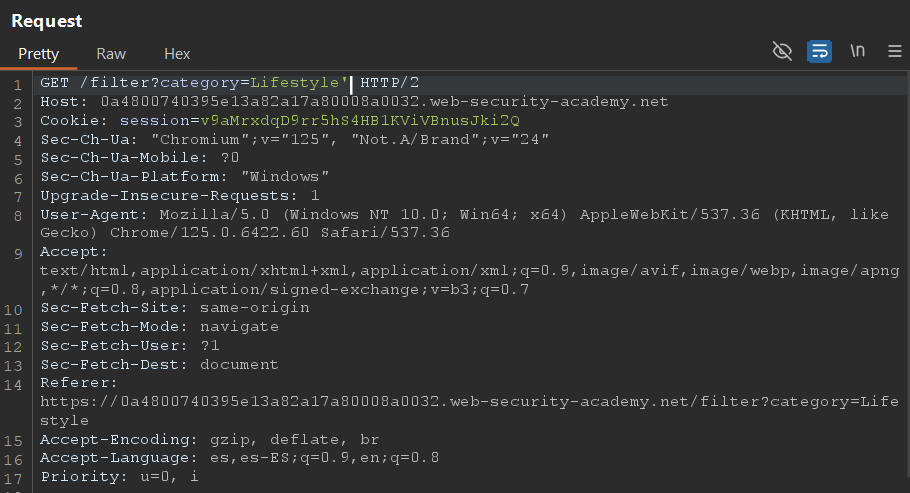 Request
Pretty Raw Hex \n
1 GET /filter?category=Lifestyle' HTTP/2
2 Host: 0a4800740395e13a82a17a80008a0032.web-security-academy.net
3 Cookie: session=v9aMrxdqD9rr5hS4HB1KViVBnusJki2Q
4 Sec-Ch-Ua: "Chromium";v="125", "Not.A/Brand";v="24"
5 Sec-Ch-Ua-Mobile: ?0
6 Sec-Ch-Ua-Platform: "Windows"
7 Upgrade-Insecure-Requests: 1
8 User-Agent: Mozilla/5.0 (Windows NT 10.0; Win64; x64) AppleWebKit/537.36 (KHTML, like
Gecko) Chrome/125.0.6422.60 Safari/537.36
9 Accept:
text/html,application/xhtml+xml,application/xml;q=0.9,image/avif,image/webp,image/apng
,*/*;q=0.8,application/signed-exchange;v=b3;q=0.7
10 Sec-Fetch-Site: same-origin
11 Sec-Fetch-Mode: navigate
12 Sec-Fetch-User: ?1
13 Sec-Fetch-Dest: document
14 Referer:
https://0a4800740395e13a82a17a80008a0032.web-security-academy.net/filter?category=Life
style
15 Accept-Encoding: gzip, deflate, br
16 Accept-Language: es,es-ES;q=0.9,en;q=0.8
17 Priority: u=0, i